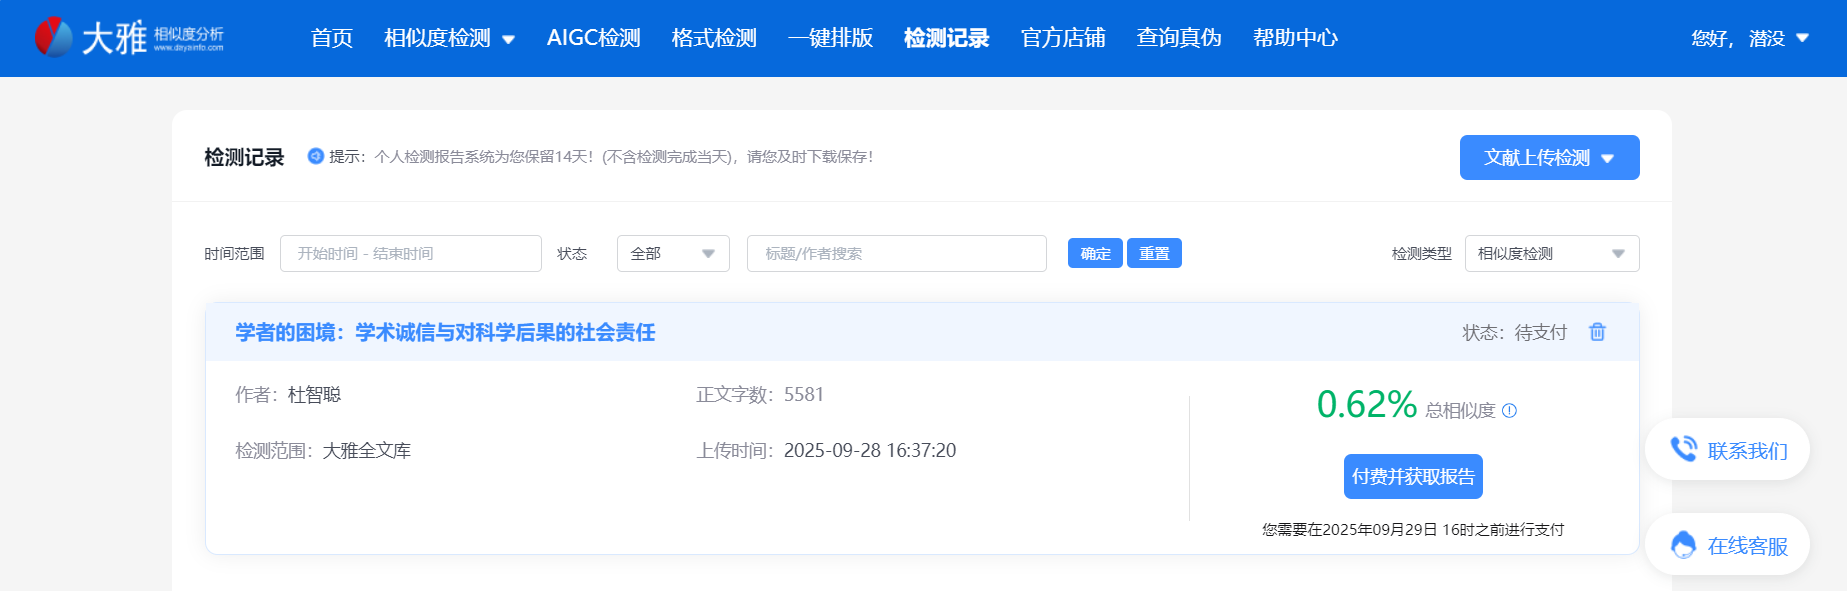 大雅 相似度分析
www.dayainfo.com
首页 相似度检测 AIGC检测 格式检测 一键排版 检测记录 官方店铺 查询真伪 帮助中心 您好, 潜没
检测记录 提示：个人检测报告系统为您保留14天！(不含检测完成当天)，请您及时下载保存！ 文献上传检测
时间范围 开始时间 - 结束时间 状态 全部 标题/作者搜索 确定 重置 检测类型 相似度检测
学者的困境：学术诚信与对科学后果的社会责任 状态：待支付
作者：杜智聪 正文字数：5581
0.62% 总相似度
检测范围：大雅全文库 上传时间：2025-09-28 16:37:20
付费并获取报告
您需要在2025年09月29日 16时之前进行支付
联系我们
在线客服